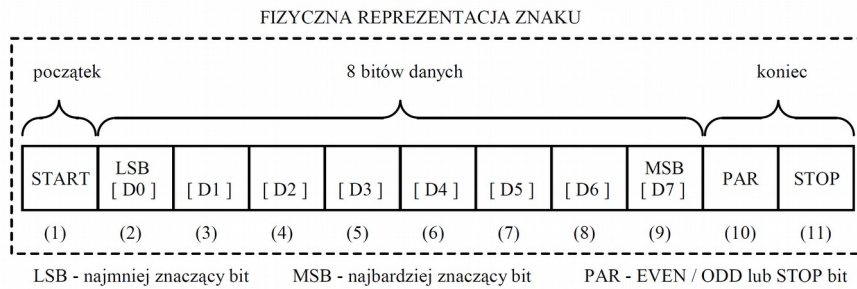 FIZYCZNA REPREZENTACJA ZNAKU
początek 8 bitów danych koniec
START LSB [ D0 ] [ D1 ] [ D2 ] [ D3 ] [ D4 ] [ D5 ] [ D6 ] MSB [ D7 ] PAR STOP
(1) (2) (3) (4) (5) (6) (7) (8) (9) (10) (11)
LSB - najmniej znaczący bit MSB - najbardziej znaczący bit PAR - EVEN / ODD lub STOP bit